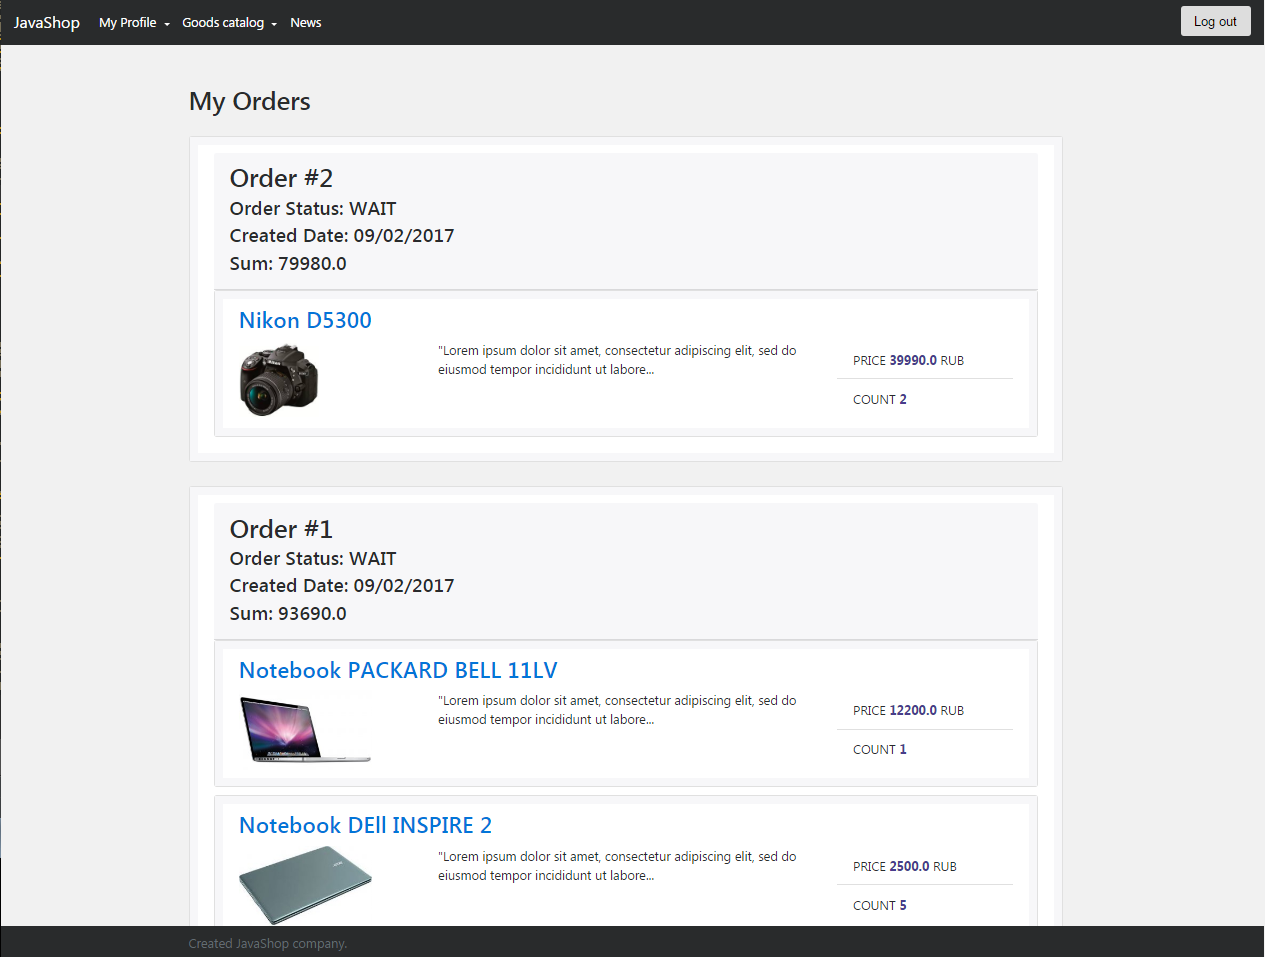 JavaShop My Profile Goods catalog News Log out
My Orders
Order #2
Order Status: WAIT
Created Date: 09/02/2017
Sum: 79980.0
Nikon D5300
"Lorem ipsum dolor sit amet, consectetur adipiscing elit, sed do
eiusmod tempor incididunt ut labore...
PRICE 39990.0 RUB
COUNT 2
Order #1
Order Status: WAIT
Created Date: 09/02/2017
Sum: 93690.0
Notebook PACKARD BELL 11LV
"Lorem ipsum dolor sit amet, consectetur adipiscing elit, sed do
eiusmod tempor incididunt ut labore...
PRICE 12200.0 RUB
COUNT 1
Notebook DEll INSPIRE 2
"Lorem ipsum dolor sit amet, consectetur adipiscing elit, sed do
eiusmod tempor incididunt ut labore...
PRICE 2500.0 RUB
COUNT 5
Created JavaShop company.